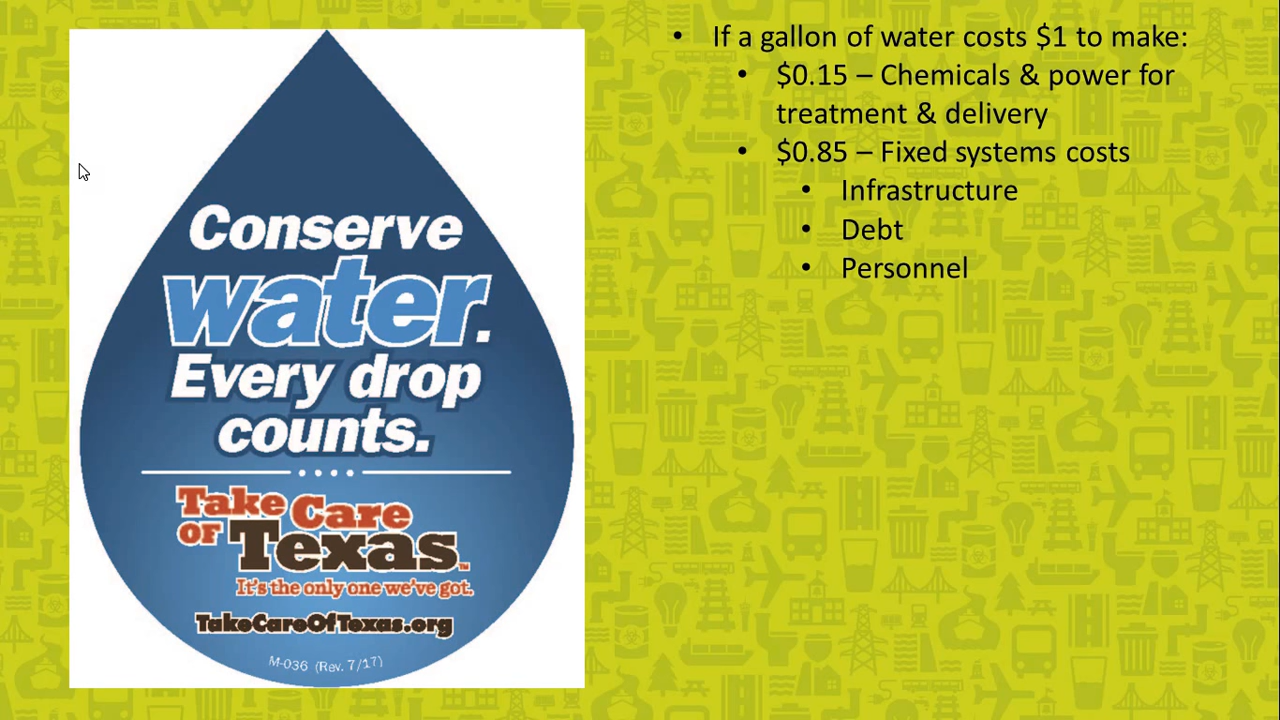 Conserve
water.
Every drop
counts.
Take Care
OF Texas™
It's the only one we've got.
TakeCareOfTexas.org
M-036 (Rev. 7/17)
• If a gallon of water costs $1 to make:
• $0.15 – Chemicals & power for
treatment & delivery
• $0.85 – Fixed systems costs
• Infrastructure
• Debt
• Personnel